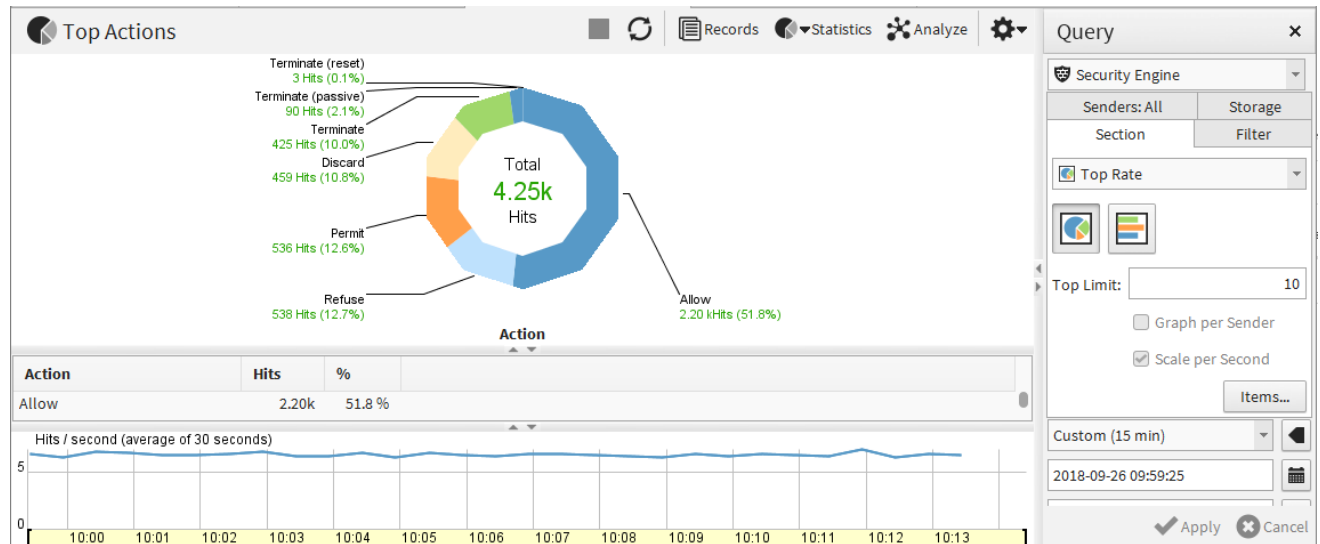 Top Actions
Records
Statistics
Analyze
Terminate (reset)
3 Hits (0.1%)
Terminate (passive)
90 Hits (2.1%)
Terminate
425 Hits (10.0%)
Discard
459 Hits (10.8%)
Permit
536 Hits (12.6%)
Refuse
538 Hits (12.7%)
Total
4.25k
Hits
Allow
2.20 kHits (51.8%)
Action
Action Hits %
Allow 2.20k 51.8 %
Hits / second (average of 30 seconds)
5
0
10:00 10:01 10:02 10:03 10:04 10:05 10:06 10:07 10:08 10:09 10:10 10:11 10:12 10:13
Query
Security Engine
Senders: All Storage
Section Filter
Top Rate
Top Limit: 10
Graph per Sender
Scale per Second
Items...
Custom (15 min)
2018-09-26 09:59:25
Apply Cancel